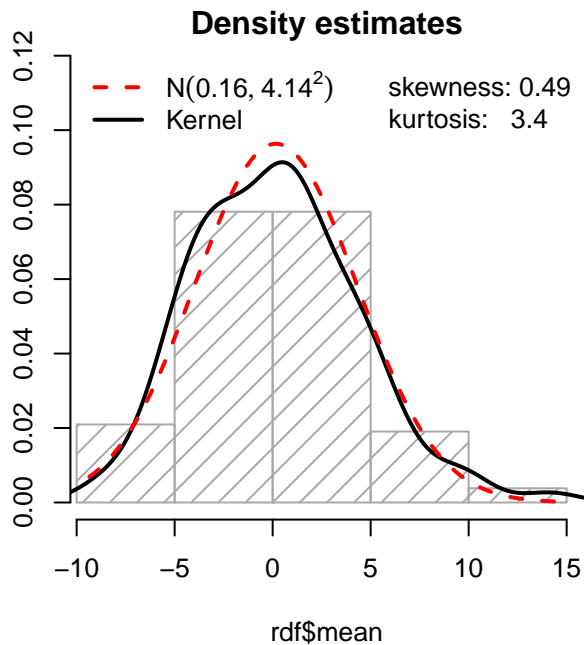 Density estimates
N(0.16, 4.14²) skewness: 0.49
Kernel kurtosis: 3.4
0.12
0.10
0.08
0.06
0.04
0.02
0.00
−10 −5 0 5 10 15
rdf$mean